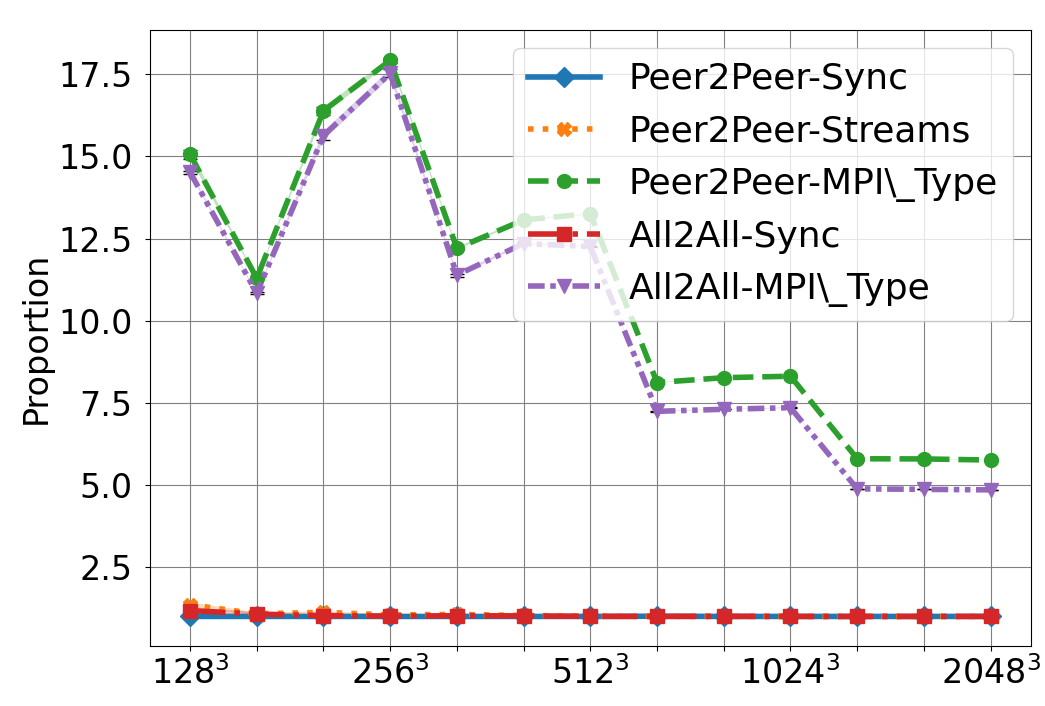 Proportion
17.5
15.0
12.5
10.0
7.5
5.0
2.5
Peer2Peer-Sync
Peer2Peer-Streams
Peer2Peer-MPI\_Type
All2All-Sync
All2All-MPI\_Type
128³ 256³ 512³ 1024³ 2048³